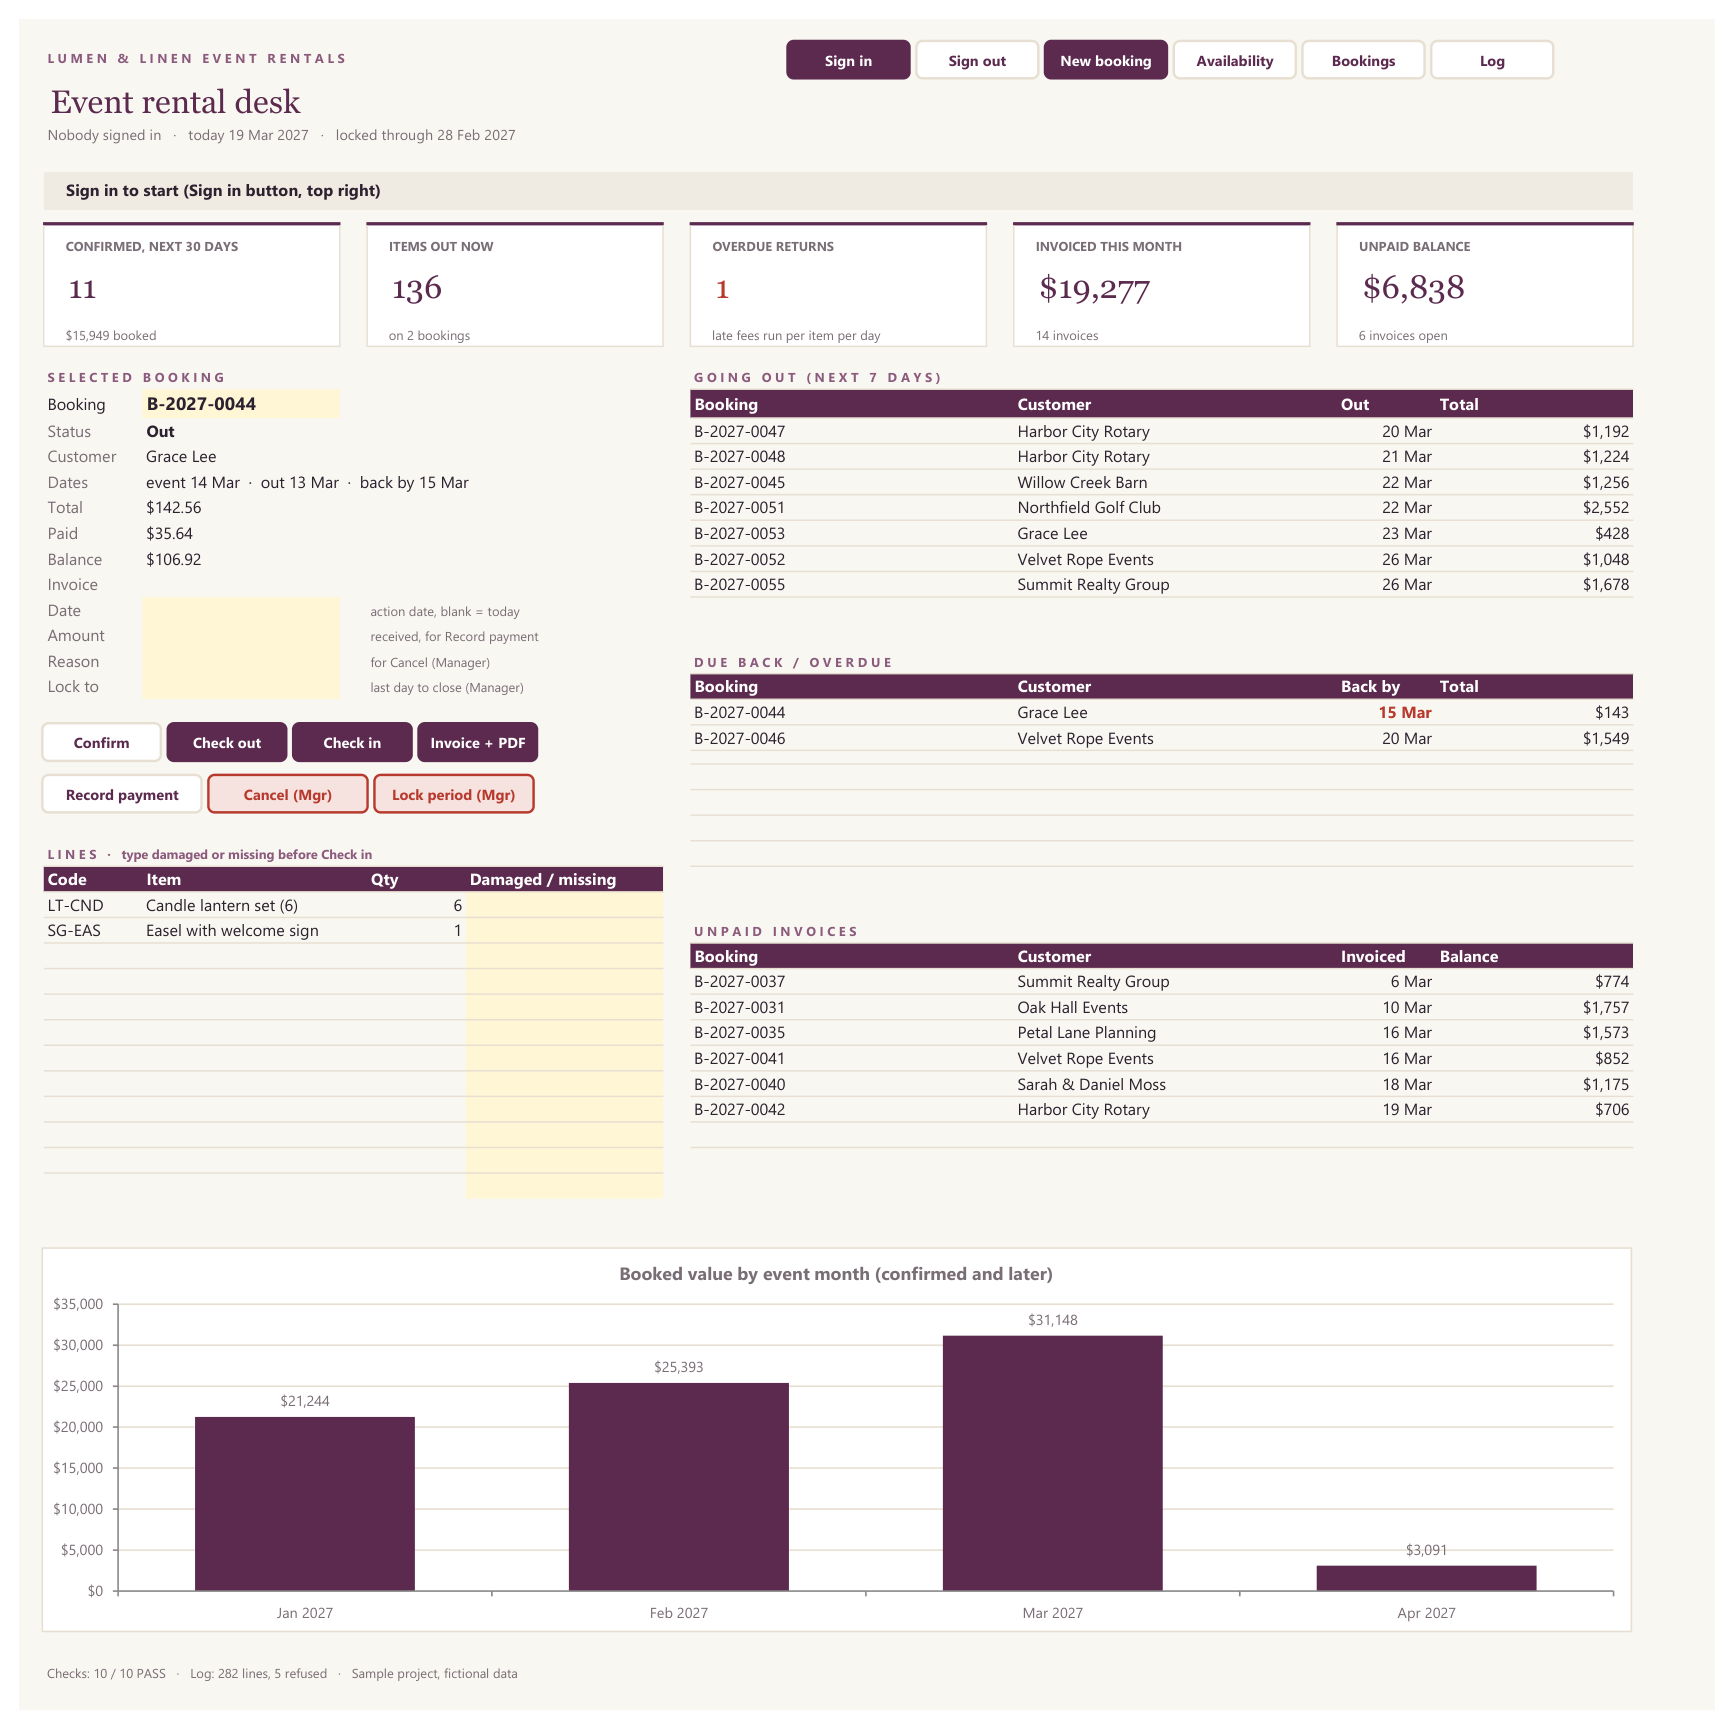 LUMEN & LINEN EVENT RENTALS
Sign in
Sign out
New booking
Availability
Bookings
Log
Event rental desk
Nobody signed in · today 19 Mar 2027 · locked through 28 Feb 2027
Sign in to start (Sign in button, top right)
CONFIRMED, NEXT 30 DAYS
11
$15,949 booked
ITEMS OUT NOW
136
on 2 bookings
OVERDUE RETURNS
1
late fees run per item per day
INVOICED THIS MONTH
$19,277
14 invoices
UNPAID BALANCE
$6,838
6 invoices open
SELECTED BOOKING
Booking B-2027-0044
Status Out
Customer Grace Lee
Dates event 14 Mar · out 13 Mar · back by 15 Mar
Total $142.56
Paid $35.64
Balance $106.92
Invoice
Date action date, blank = today
Amount received, for Record payment
Reason for Cancel (Manager)
Lock to last day to close (Manager)
Confirm
Check out
Check in
Invoice + PDF
Record payment
Cancel (Mgr)
Lock period (Mgr)
LINES · type damaged or missing before Check in
Code Item Qty Damaged / missing
LT-CND Candle lantern set (6) 6
SG-EAS Easel with welcome sign 1
GOING OUT (NEXT 7 DAYS)
Booking Customer Out Total
B-2027-0047 Harbor City Rotary 20 Mar $1,192
B-2027-0048 Harbor City Rotary 21 Mar $1,224
B-2027-0045 Willow Creek Barn 22 Mar $1,256
B-2027-0051 Northfield Golf Club 22 Mar $2,552
B-2027-0053 Grace Lee 23 Mar $428
B-2027-0052 Velvet Rope Events 26 Mar $1,048
B-2027-0055 Summit Realty Group 26 Mar $1,678
DUE BACK / OVERDUE
Booking Customer Back by Total
B-2027-0044 Grace Lee 15 Mar $143
B-2027-0046 Velvet Rope Events 20 Mar $1,549
UNPAID INVOICES
Booking Customer Invoiced Balance
B-2027-0037 Summit Realty Group 6 Mar $774
B-2027-0031 Oak Hall Events 10 Mar $1,757
B-2027-0035 Petal Lane Planning 16 Mar $1,573
B-2027-0041 Velvet Rope Events 16 Mar $852
B-2027-0040 Sarah & Daniel Moss 18 Mar $1,175
B-2027-0042 Harbor City Rotary 19 Mar $706
Booked value by event month (confirmed and later)
$35,000
$30,000
$25,000
$20,000
$15,000
$10,000
$5,000
$0
$21,244
$25,393
$31,148
$3,091
Jan 2027
Feb 2027
Mar 2027
Apr 2027
Checks: 10 / 10 PASS · Log: 282 lines, 5 refused · Sample project, fictional data